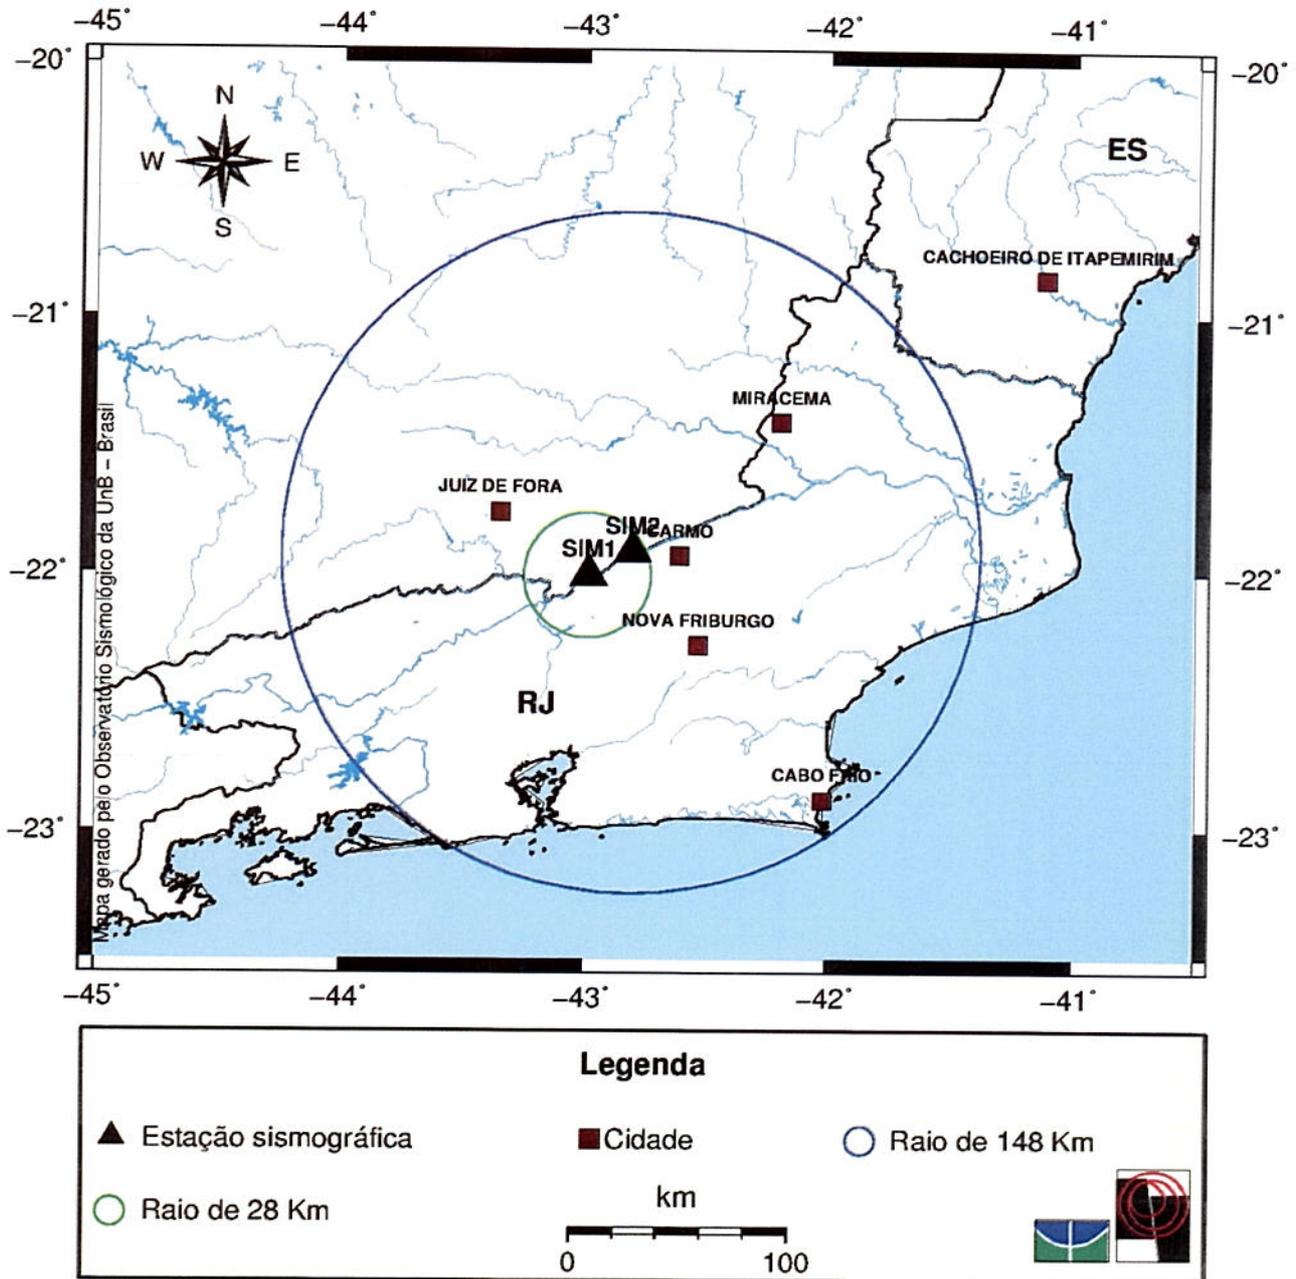 −45˚ −44˚ −43˚ −42˚ −41˚
−20˚ −20˚
N
W E
S
ES
CACHOEIRO DE ITAPEMIRIM
−21˚ −21˚
MIRACEMA
JUIZ DE FORA
SIM2
CARMO
SIM1
−22˚ −22˚
NOVA FRIBURGO
RJ
CABO FRIO
−23˚ −23˚
Mapa gerado pelo Observatório Sismológico da UnB – Brasil
−45˚ −44˚ −43˚ −42˚ −41˚
Legenda
Estação sismográfica Cidade Raio de 148 Km
Raio de 28 Km
km
0 100